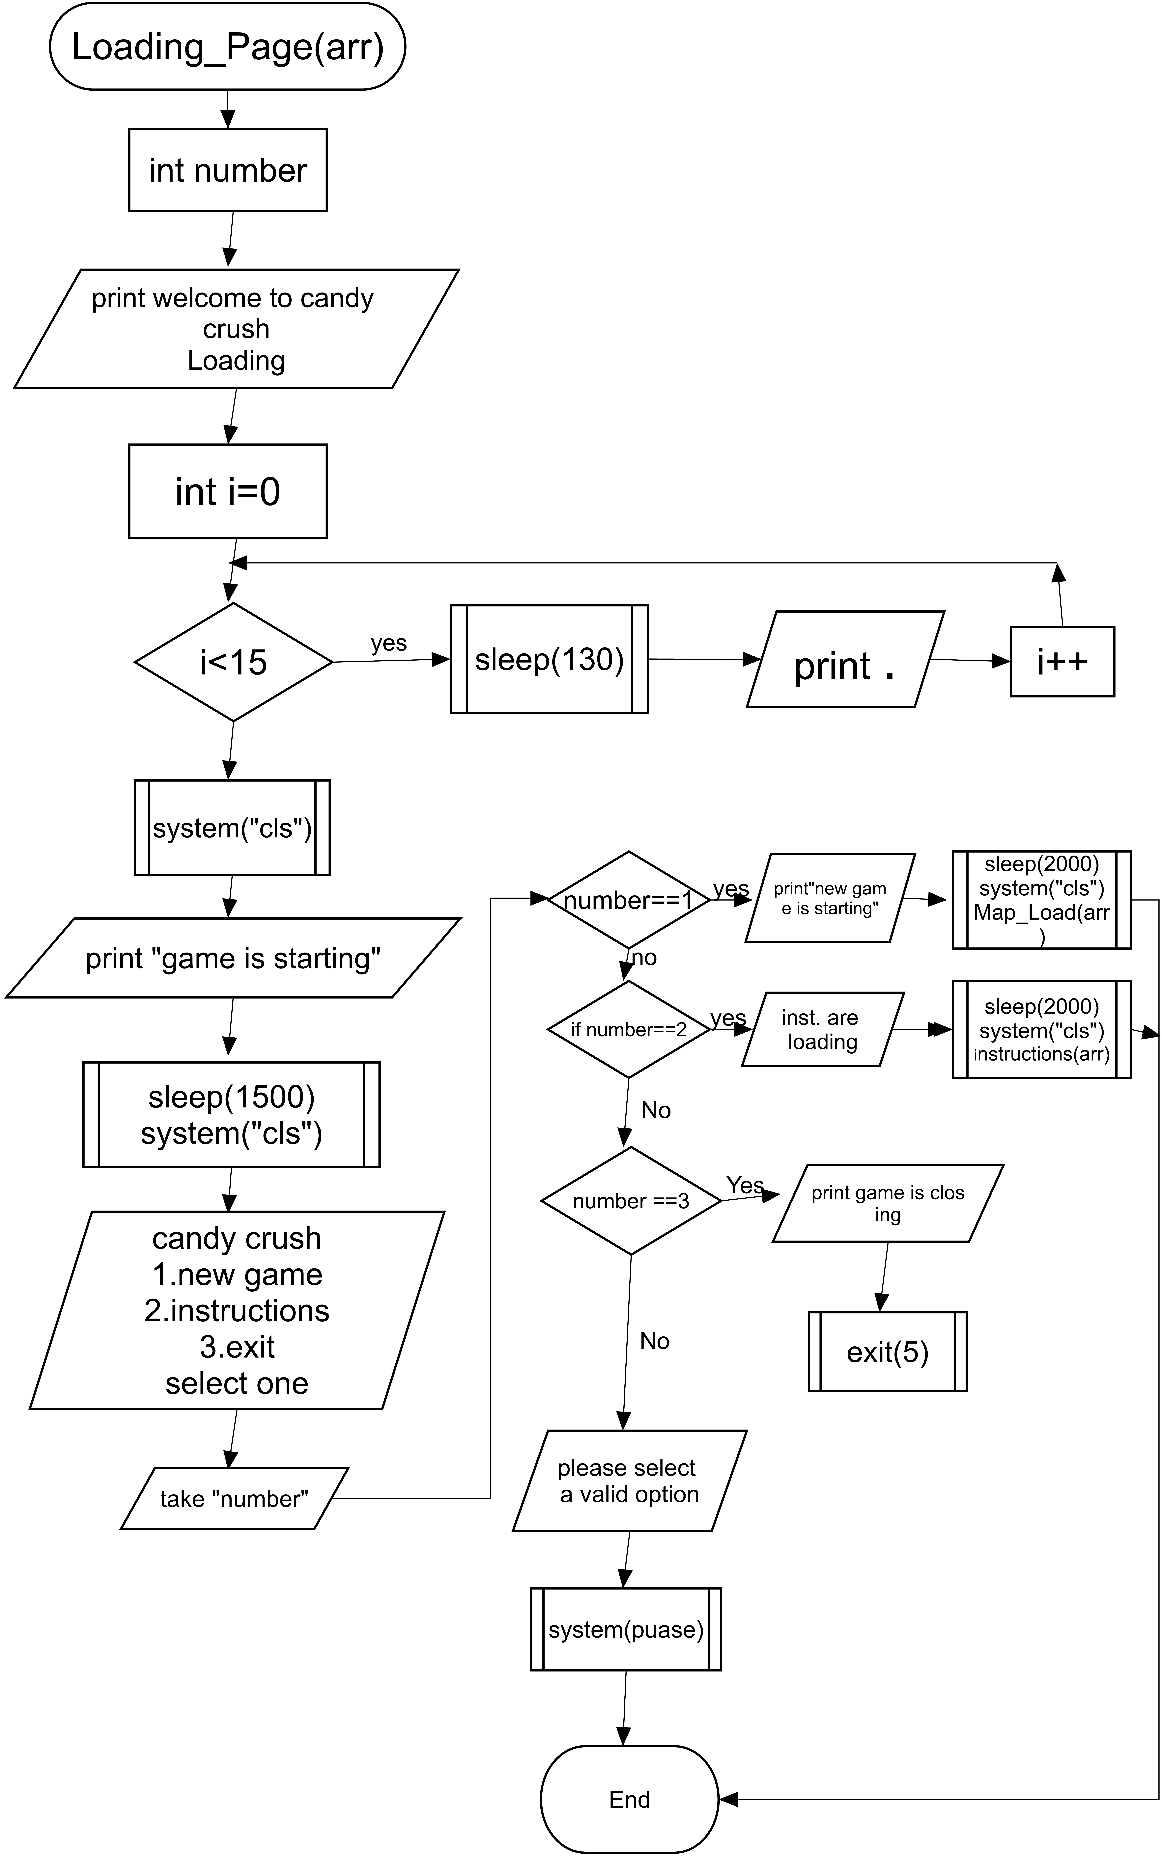 Loading_Page(arr)
int number
print welcome to candy
crush
Loading
int i=0
i<15
yes
sleep(130)
print .
i++
system("cls")
print "game is starting"
sleep(1500)
system("cls")
candy crush
1.new game
2.instructions
3.exit
select one
take "number"
number==1
yes
print"new gam
e is starting"
sleep(2000)
system("cls")
Map_Load(arr
)
no
if number==2
yes
inst. are
loading
sleep(2000)
system("cls")
instructions(arr)
No
number ==3
Yes
print game is clos
ing
exit(5)
No
please select
a valid option
system(puase)
End